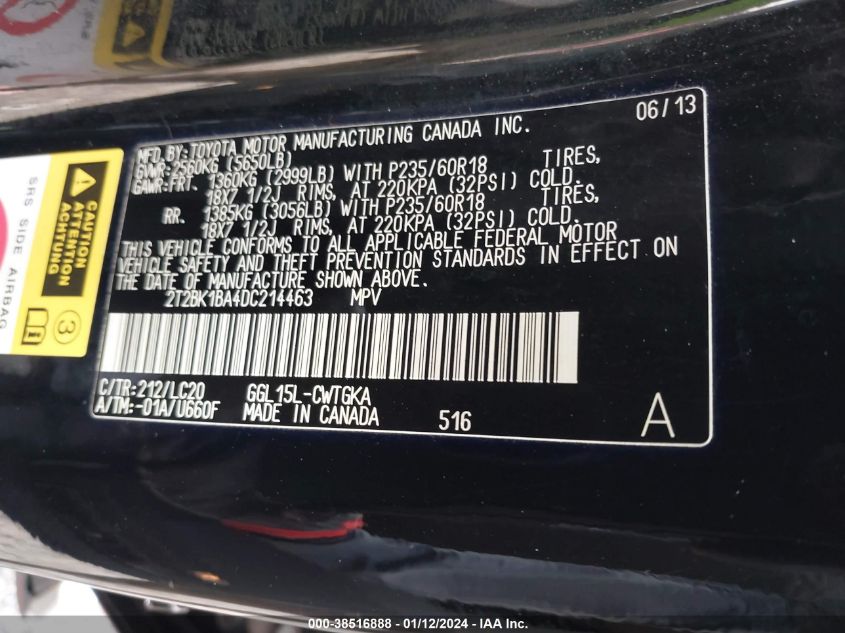 06/13
MFD.BY:TOYOTA MOTOR MANUFACTURING CANADA INC.
GVWR:2560KG (5650LB)
GAWR:FRT. 1360KG (2999LB) WITH P235/60R18 TIRES,
18X7 1/2J RIMS, AT 220KPA (32PSI) COLD.
RR. 1385KG (3056LB) WITH P235/60R18 TIRES,
18X7 1/2J RIMS, AT 220KPA (32PSI) COLD.
THIS VEHICLE CONFORMS TO ALL APPLICABLE FEDERAL MOTOR
VEHICLE SAFETY AND THEFT PREVENTION STANDARDS IN EFFECT ON
THE DATE OF MANUFACTURE SHOWN ABOVE.
2T2BK1BA4DC214463 MPV
C/TR:212/LC20 GGL15L-CWTGKA
A/TM:-01A/U660F MADE IN CANADA 516 A
CAUTION
ATTENTION
ACHTUNG
SRS SIDE AIRBAG
3
000-38516888 - 01/12/2024 - IAA Inc.